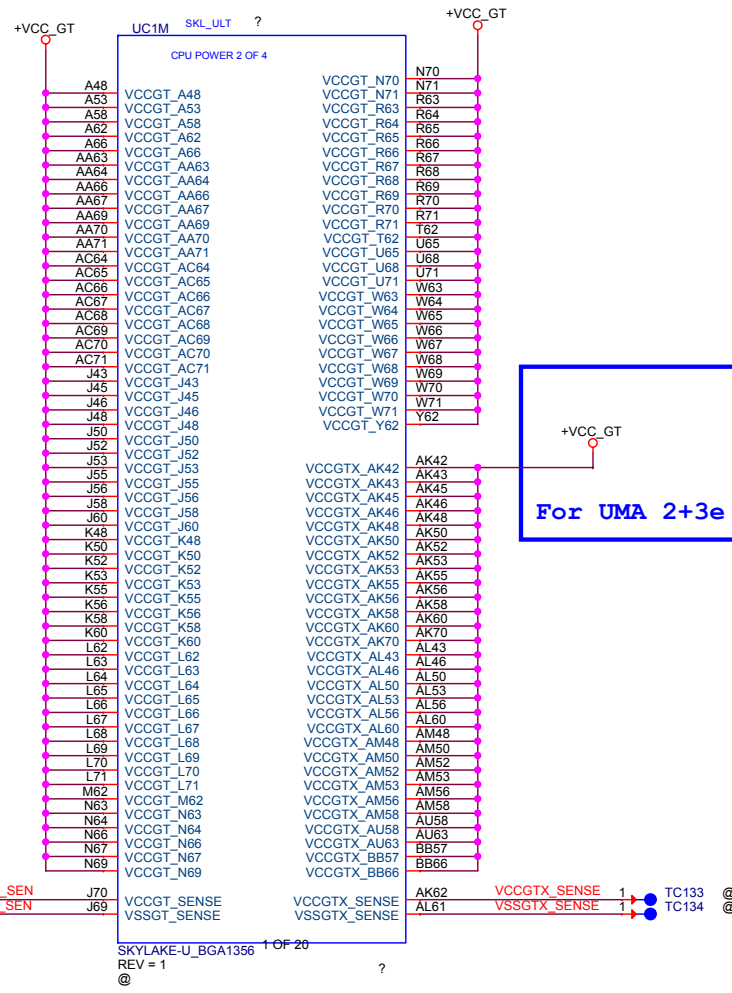 +VCC_GT
UC1M SKL_ULT ?
+VCC_GT
CPU POWER 2 OF 4
A48 VCCGT_A48
A53 VCCGT_A53
A58 VCCGT_A58
A62 VCCGT_A62
A66 VCCGT_A66
AA63 VCCGT_AA63
AA64 VCCGT_AA64
AA66 VCCGT_AA66
AA67 VCCGT_AA67
AA69 VCCGT_AA69
AA70 VCCGT_AA70
AA71 VCCGT_AA71
AC64 VCCGT_AC64
AC65 VCCGT_AC65
AC66 VCCGT_AC66
AC67 VCCGT_AC67
AC68 VCCGT_AC68
AC69 VCCGT_AC69
AC70 VCCGT_AC70
AC71 VCCGT_AC71
J43 VCCGT_J43
J45 VCCGT_J45
J46 VCCGT_J46
J48 VCCGT_J48
J50 VCCGT_J50
J52 VCCGT_J52
J53 VCCGT_J53
J55 VCCGT_J55
J56 VCCGT_J56
J58 VCCGT_J58
J60 VCCGT_J60
K48 VCCGT_K48
K50 VCCGT_K50
K52 VCCGT_K52
K53 VCCGT_K53
K55 VCCGT_K55
K56 VCCGT_K56
K58 VCCGT_K58
K60 VCCGT_K60
L62 VCCGT_L62
L63 VCCGT_L63
L64 VCCGT_L64
L65 VCCGT_L65
L66 VCCGT_L66
L67 VCCGT_L67
L68 VCCGT_L68
L69 VCCGT_L69
L70 VCCGT_L70
L71 VCCGT_L71
M62 VCCGT_M62
N63 VCCGT_N63
N64 VCCGT_N64
N66 VCCGT_N66
N67 VCCGT_N67
N69 VCCGT_N69
_SEN J70 VCCGT_SENSE
_SEN J69 VSSGT_SENSE
VCCGT_N70 N70
VCCGT_N71 N71
VCCGT_R63 R63
VCCGT_R64 R64
VCCGT_R65 R65
VCCGT_R66 R66
VCCGT_R67 R67
VCCGT_R68 R68
VCCGT_R69 R69
VCCGT_R70 R70
VCCGT_R71 R71
VCCGT_T62 T62
VCCGT_U65 U65
VCCGT_U68 U68
VCCGT_U71 U71
VCCGT_W63 W63
VCCGT_W64 W64
VCCGT_W65 W65
VCCGT_W66 W66
VCCGT_W67 W67
VCCGT_W68 W68
VCCGT_W69 W69
VCCGT_W70 W70
VCCGT_W71 W71
VCCGT_Y62 Y62
VCCGTX_AK42 AK42
VCCGTX_AK43 AK43
VCCGTX_AK45 AK45
VCCGTX_AK46 AK46
VCCGTX_AK48 AK48
VCCGTX_AK50 AK50
VCCGTX_AK52 AK52
VCCGTX_AK53 AK53
VCCGTX_AK55 AK55
VCCGTX_AK56 AK56
VCCGTX_AK58 AK58
VCCGTX_AK60 AK60
VCCGTX_AK70 AK70
VCCGTX_AL43 AL43
VCCGTX_AL46 AL46
VCCGTX_AL50 AL50
VCCGTX_AL53 AL53
VCCGTX_AL56 AL56
VCCGTX_AL60 AL60
VCCGTX_AM48 AM48
VCCGTX_AM50 AM50
VCCGTX_AM52 AM52
VCCGTX_AM53 AM53
VCCGTX_AM56 AM56
VCCGTX_AM58 AM58
VCCGTX_AU58 AU58
VCCGTX_AU63 AU63
VCCGTX_BB57 BB57
VCCGTX_BB66 BB66
VCCGTX_SENSE AK62 VCCGTX_SENSE 1 TC133 @
VSSGTX_SENSE AL61 VSSGTX_SENSE 1 TC134 @
+VCC_GT
For UMA 2+3e
SKYLAKE-U_BGA1356 1 OF 20
REV = 1 ?
@